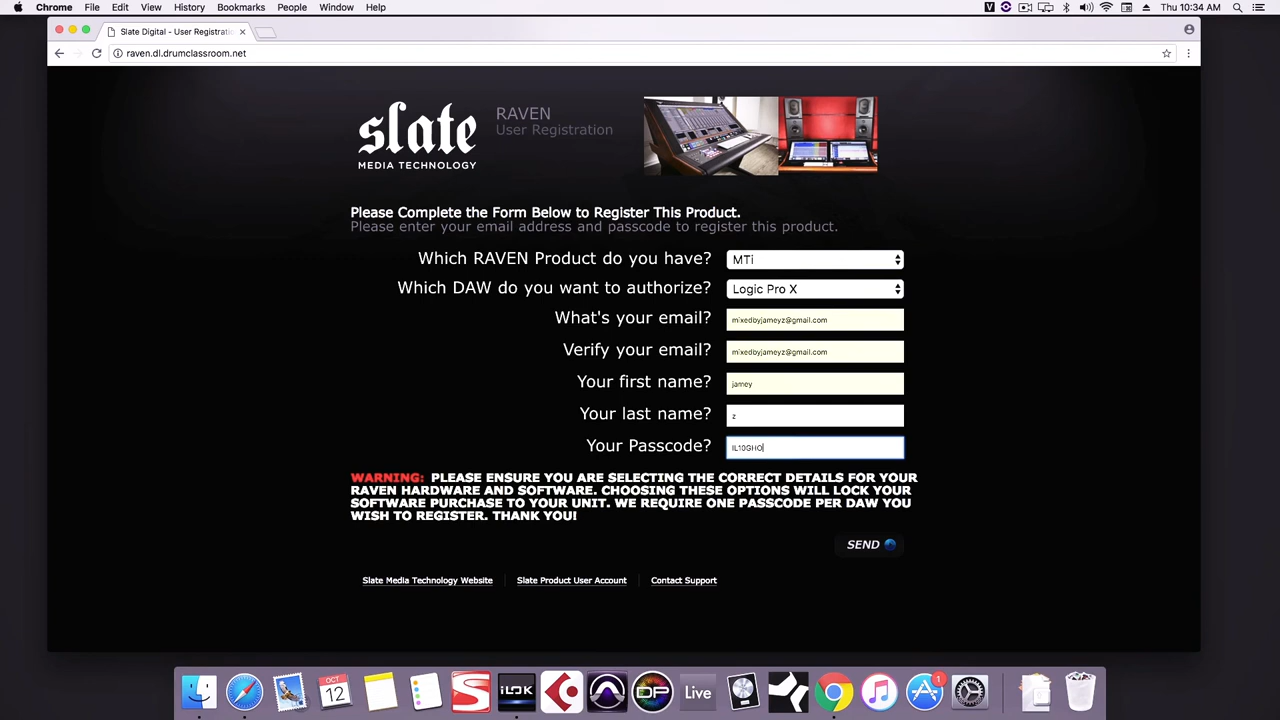 Chrome File Edit View History Bookmarks People Window Help Thu 10:34 AM
Slate Digital - User Registratio
raven.dl.drumclassroom.net
slate
MEDIA TECHNOLOGY
RAVEN
User Registration
Please Complete the Form Below to Register This Product.
Please enter your email address and passcode to register this product.
Which RAVEN Product do you have? MTi
Which DAW do you want to authorize? Logic Pro X
What's your email? mixedbyjameyz@gmail.com
Verify your email? mixedbyjameyz@gmail.com
Your first name? jamey
Your last name? z
Your Passcode? IL10GHO
WARNING: PLEASE ENSURE YOU ARE SELECTING THE CORRECT DETAILS FOR YOUR
RAVEN HARDWARE AND SOFTWARE. CHOOSING THESE OPTIONS WILL LOCK YOUR
SOFTWARE PURCHASE TO YOUR UNIT. WE REQUIRE ONE PASSCODE PER DAW YOU
WISH TO REGISTER. THANK YOU!
SEND
Slate Media Technology Website Slate Product User Account Contact Support
OCT
12
S
iLOK
DP
Live
1